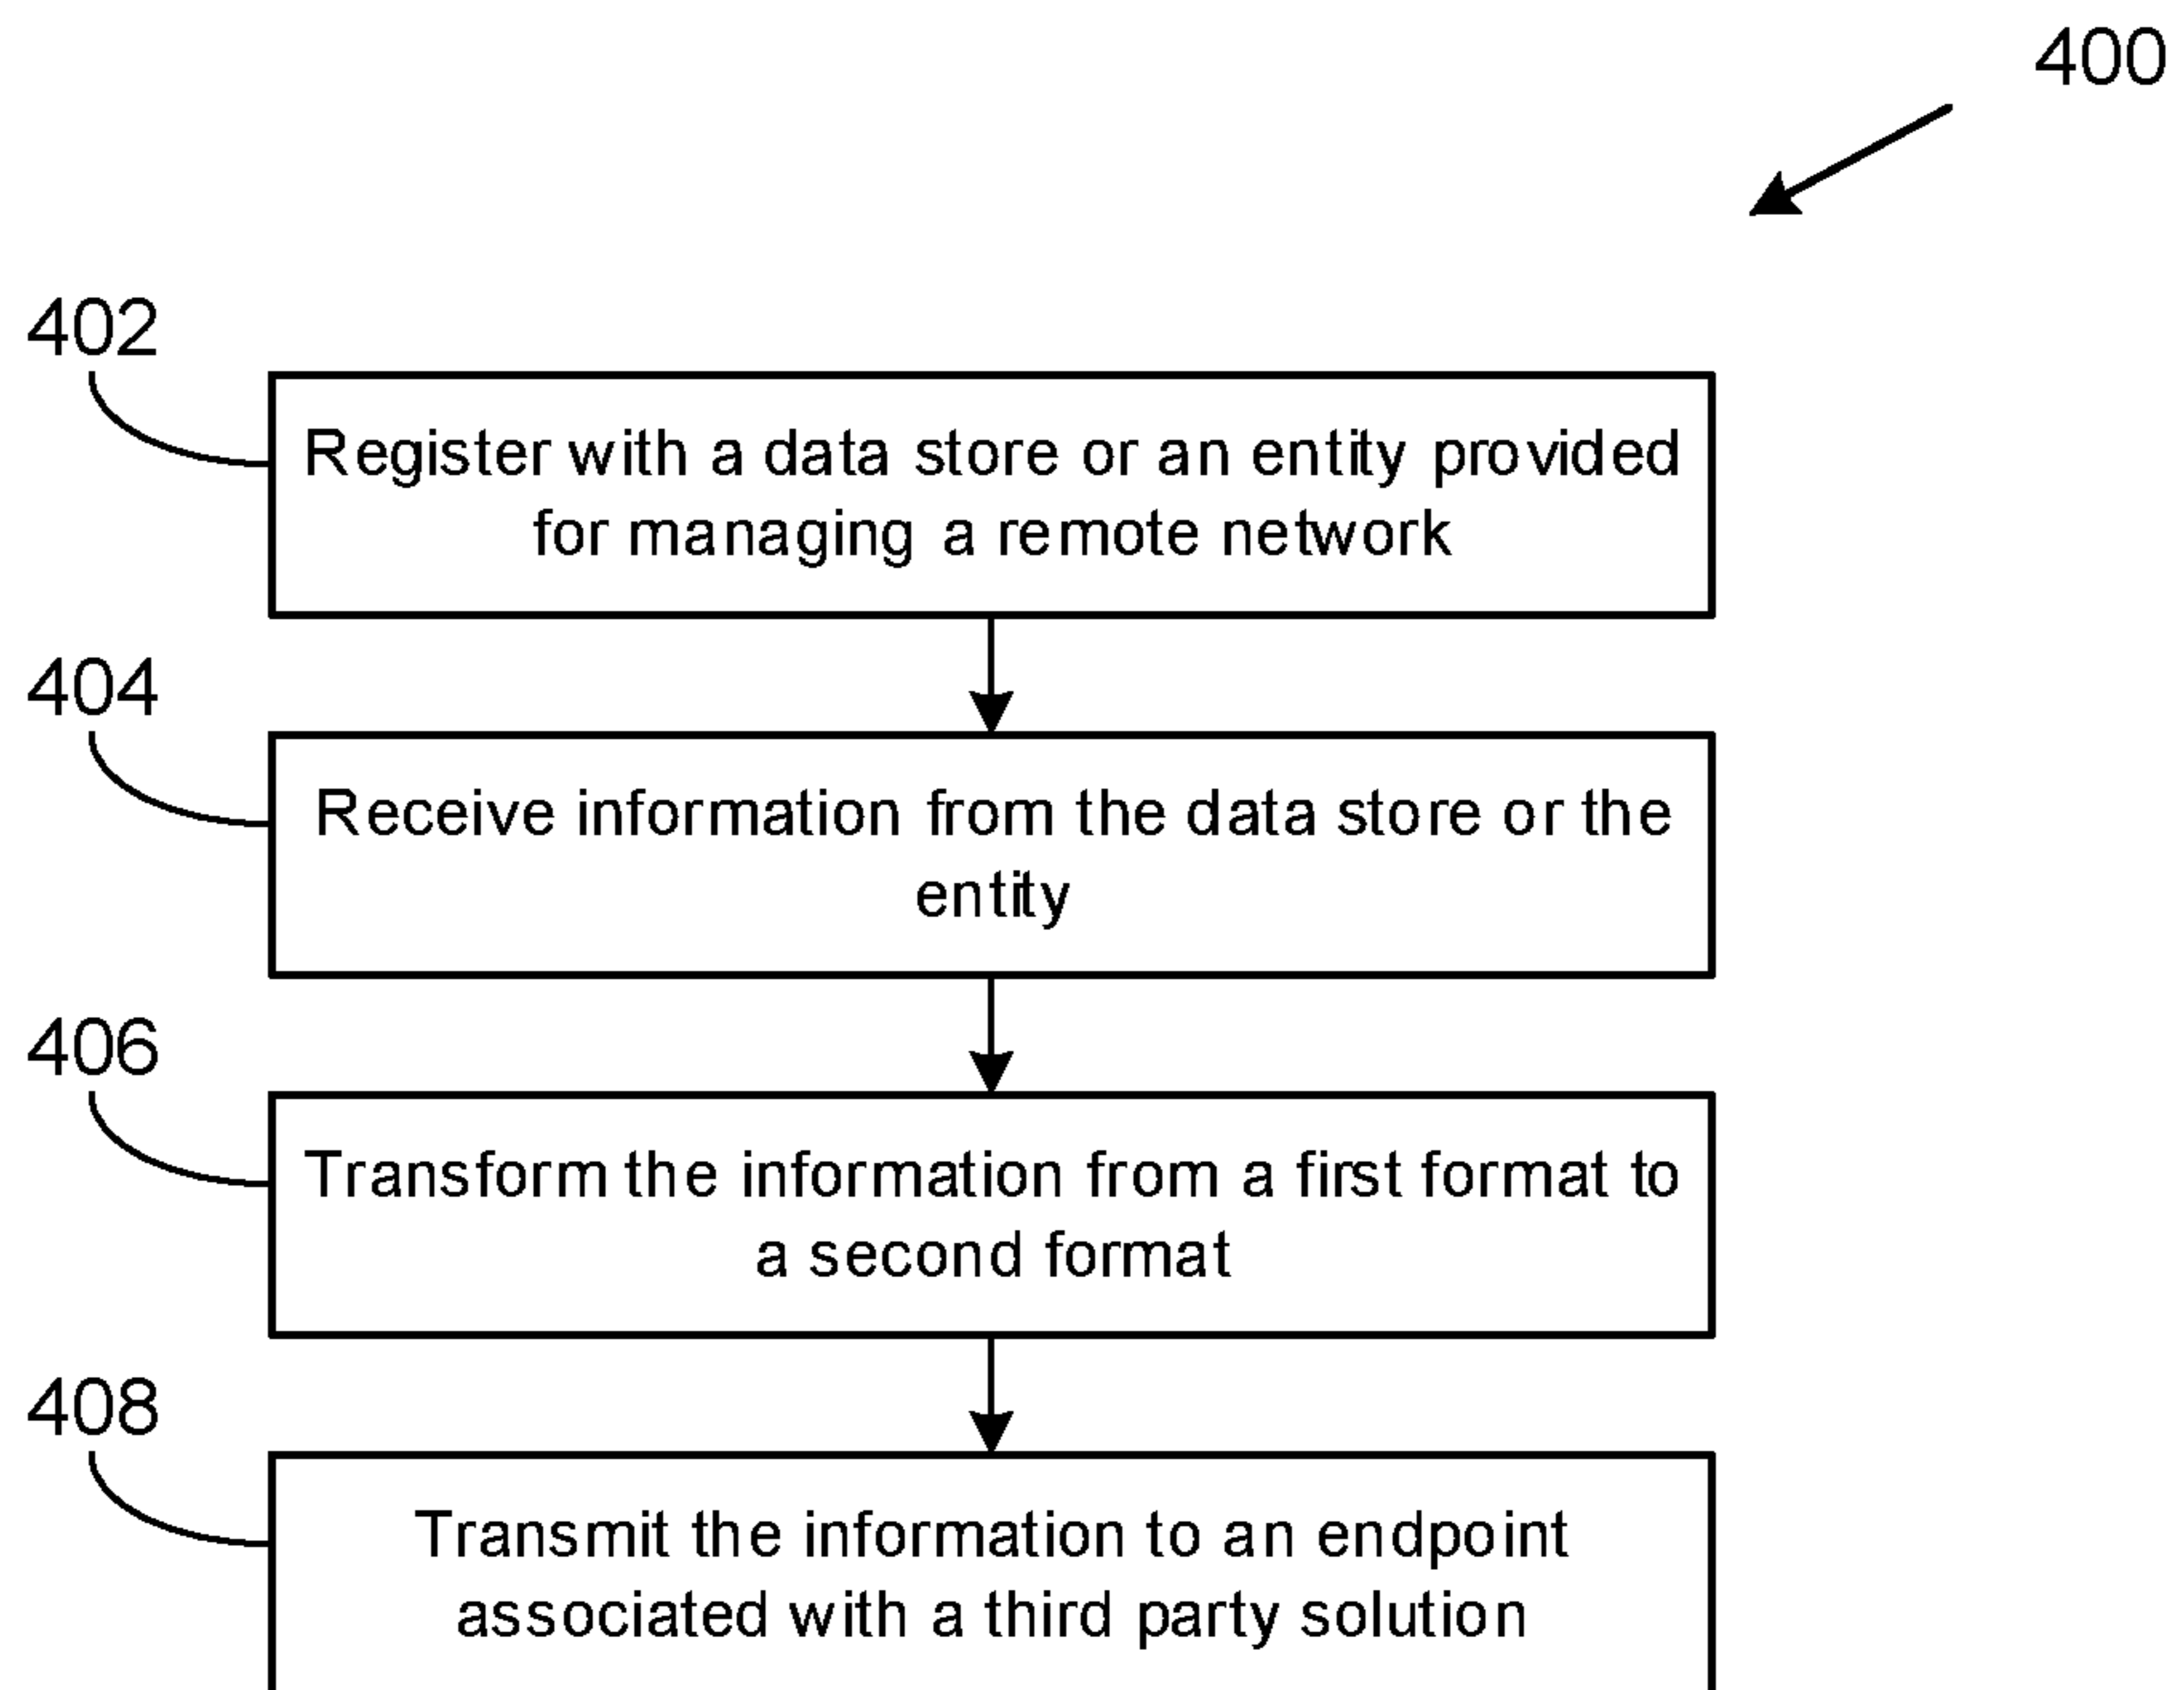 400
402
Register with a data store or an entity provided
for managing a remote network
404
Receive information from the data store or the
entity
406
Transform the information from a first format to
a second format
408
Transmit the information to an endpoint
associated with a third party solution